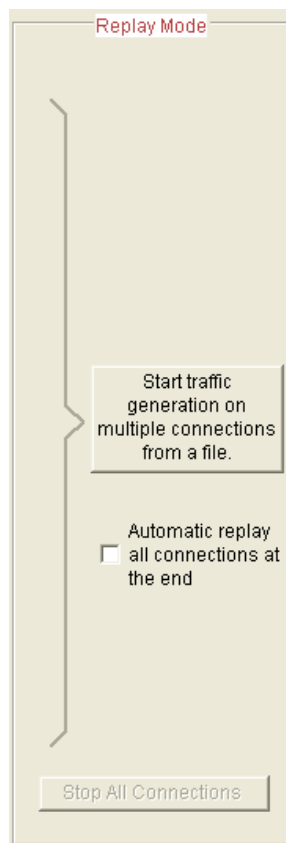 Replay Mode
Start traffic
generation on
multiple connections
from a file.
Automatic replay
all connections at
the end
Stop All Connections